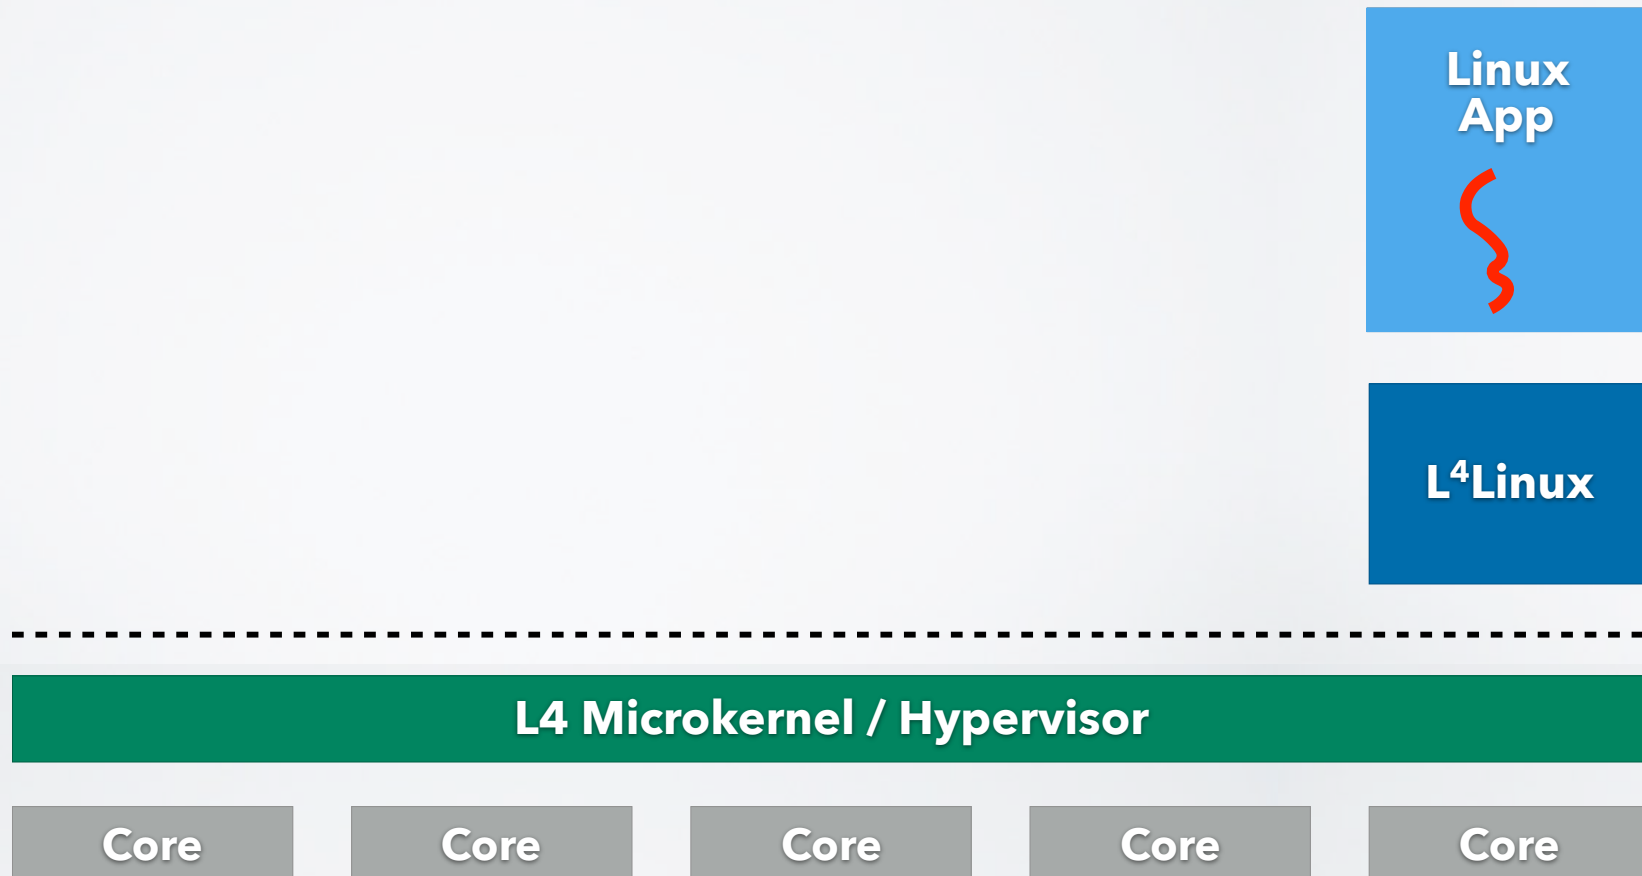 Linux
App
L⁴Linux
L4 Microkernel / Hypervisor
Core Core Core Core Core